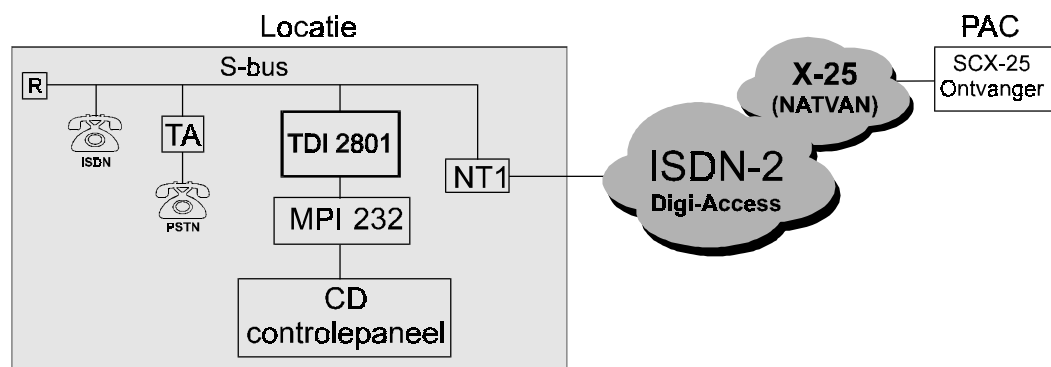 Locatie
PAC
S-bus
R
ISDN
TA
PSTN
TDI 2801
MPI 232
CD
controlepaneel
NT1
ISDN-2
Digi-Access
X-25
(NATVAN)
SCX-25
Ontvanger